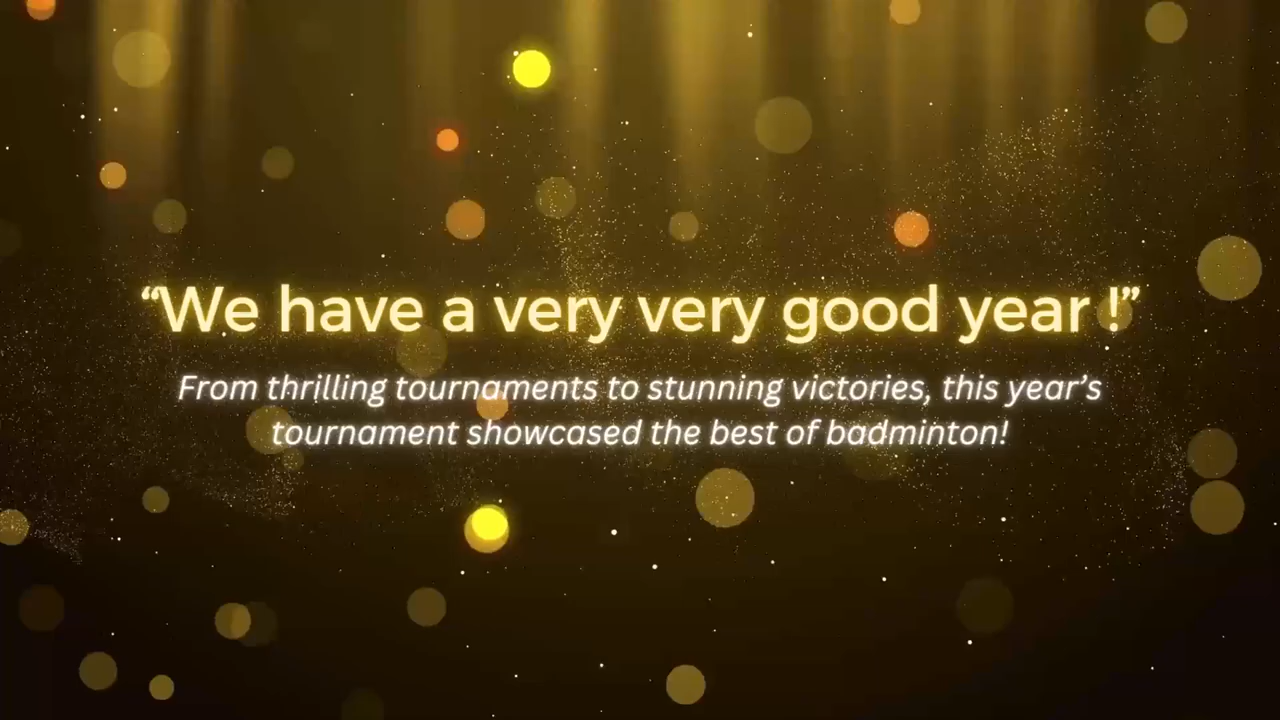 “We have a very very good year !”
From thrilling tournaments to stunning victories, this year’s
tournament showcased the best of badminton!